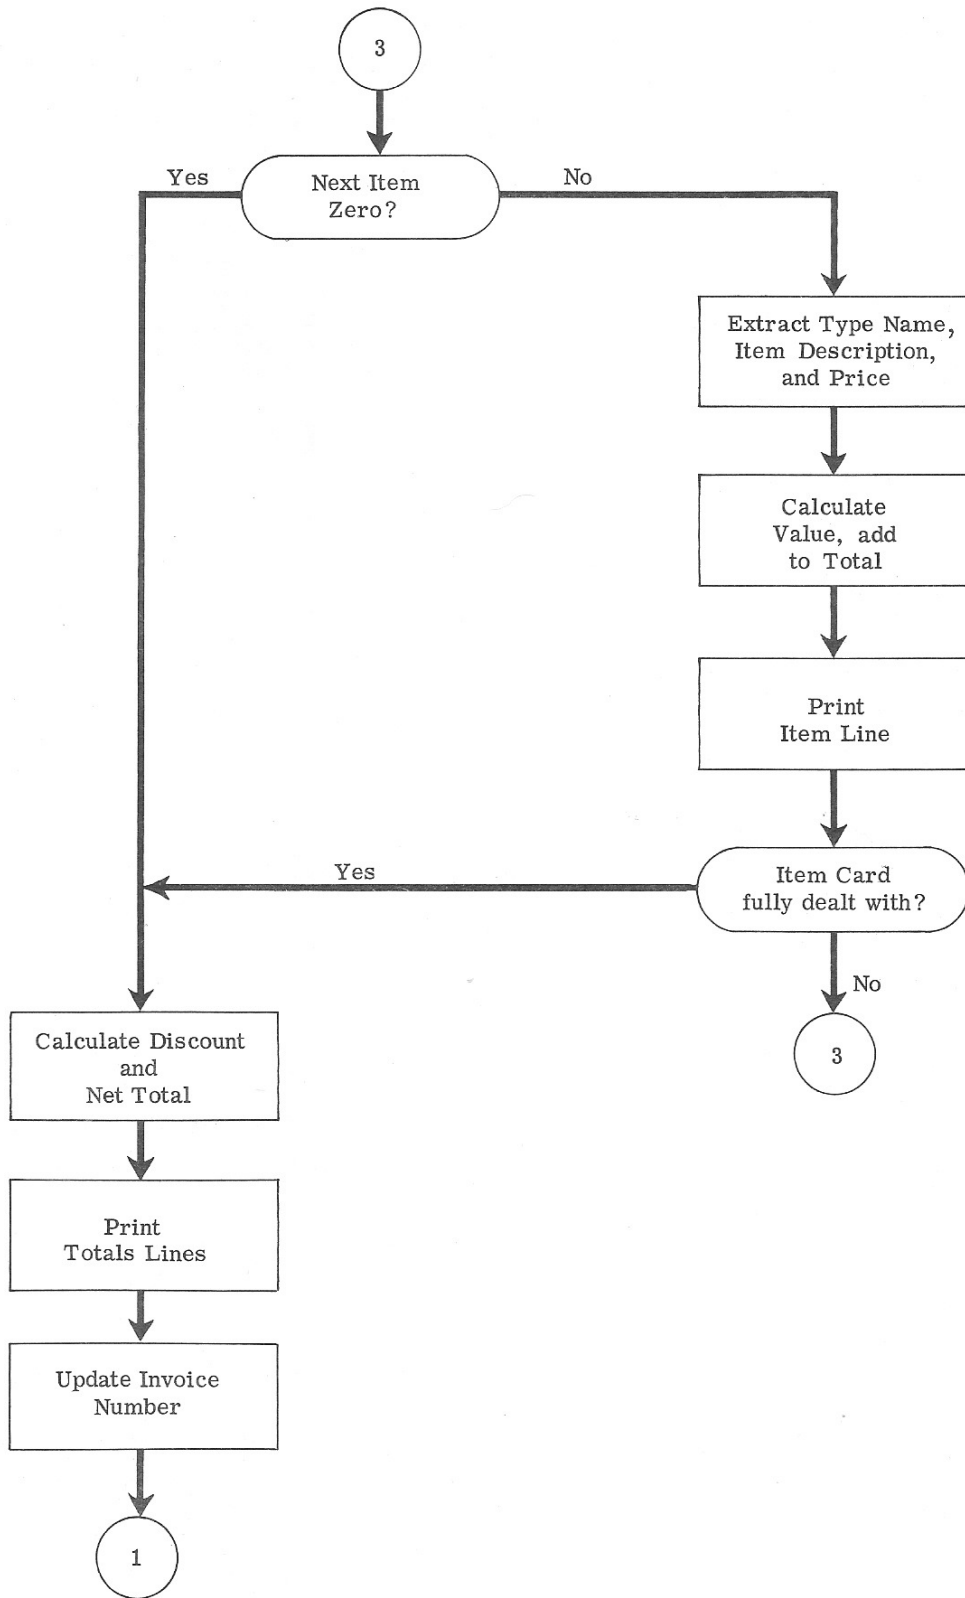 3
Yes
Next Item
Zero?
No
Extract Type Name,
Item Description,
and Price
Calculate
Value, add
to Total
Print
Item Line
Yes
Item Card
fully dealt with?
No
3
Calculate Discount
and
Net Total
Print
Totals Lines
Update Invoice
Number
1